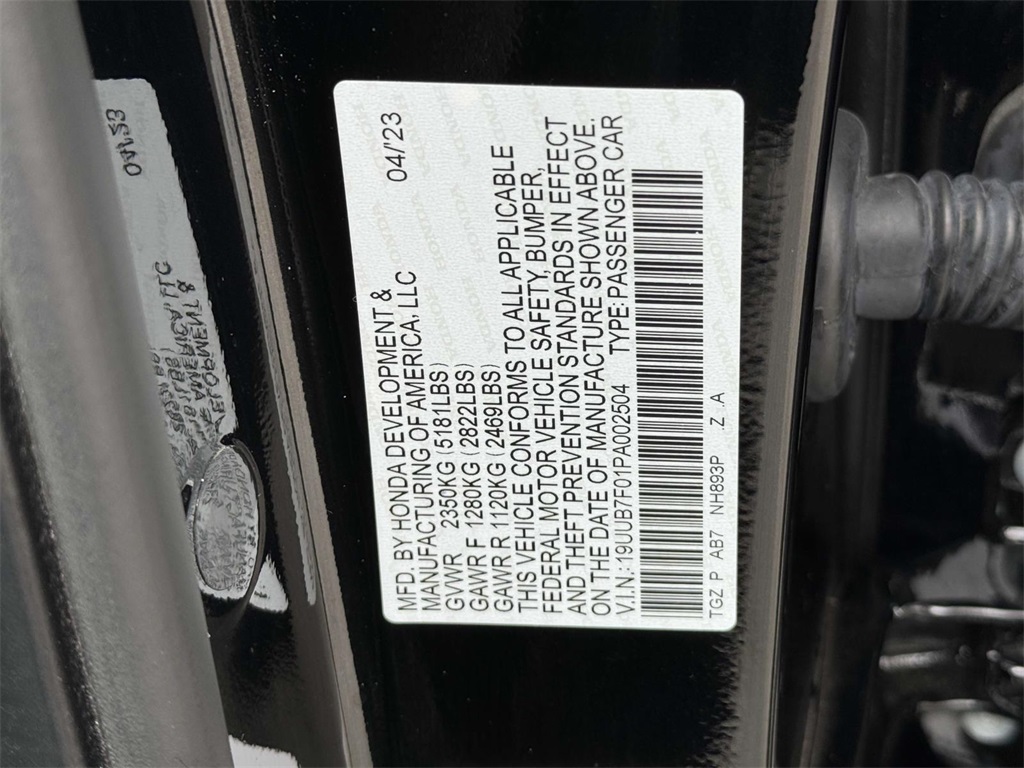 04/'23
MFD. BY HONDA DEVELOPMENT &
MANUFACTURING OF AMERICA, LLC
GVWR 2350KG (5181LBS)
GAWR F 1280KG (2822LBS)
GAWR R 1120KG (2469LBS)
THIS VEHICLE CONFORMS TO ALL APPLICABLE
FEDERAL MOTOR VEHICLE SAFETY, BUMPER,
AND THEFT PREVENTION STANDARDS IN EFFECT
ON THE DATE OF MANUFACTURE SHOWN ABOVE.
V.I.N.:19UUB7F01PA002504 TYPE: PASSENGER CAR
TGZ P AB7 NH893P Z A